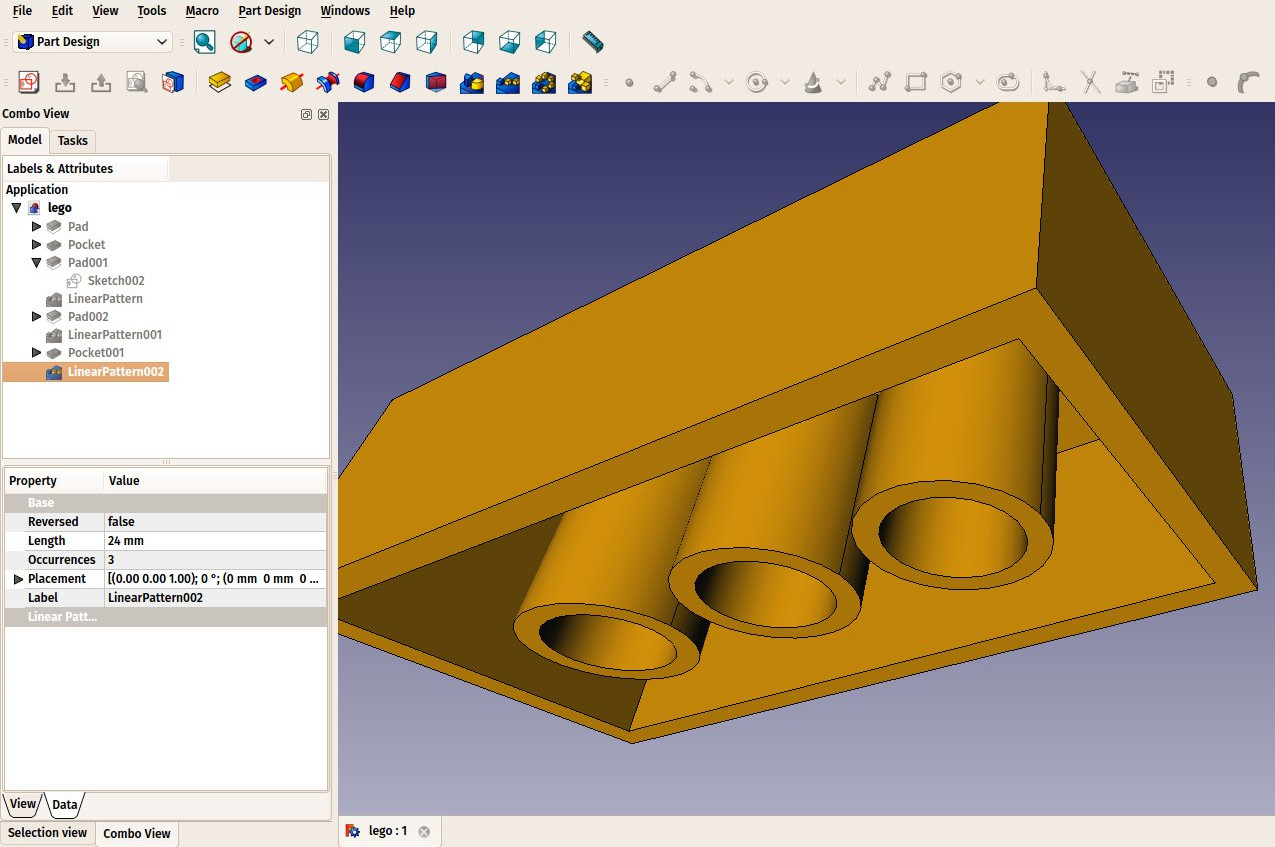 File Edit View Tools Macro Part Design Windows Help
Part Design
Combo View
Model Tasks
Labels & Attributes
Application
lego
Pad
Pocket
Pad001
Sketch002
LinearPattern
Pad002
LinearPattern001
Pocket001
LinearPattern002
Property Value
Base
Reversed false
Length 24 mm
Occurrences 3
Placement [(0.00 0.00 1.00); 0 °; (0 mm 0 mm 0 ...
Label LinearPattern002
Linear Patt...
View Data
Selection view Combo View
lego : 1